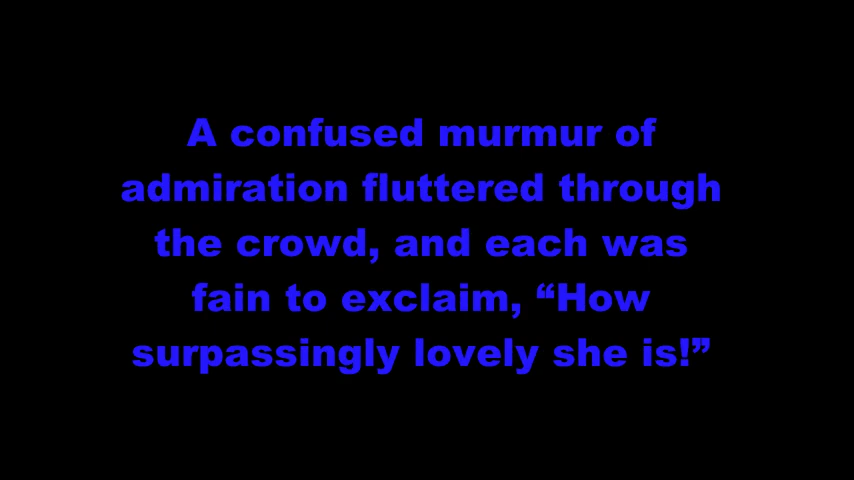 A confused murmur of
admiration fluttered through
the crowd, and each was
fain to exclaim, “How
surpassingly lovely she is!”